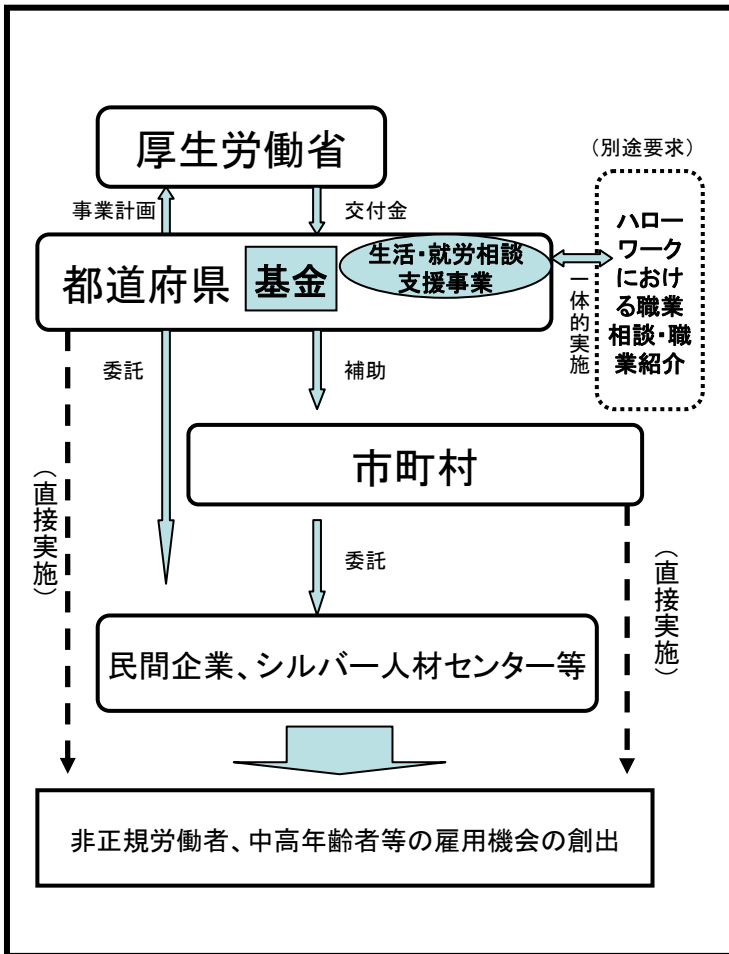 厚生労働省
(別途要求)
事業計画
交付金
ハロー
ワーク
におけ
る職業
相談・職
業紹介
都道府県
基金
生活・就労相談
支援事業
一体的実施
委託
補助
市町村
(直接実施)
委託
(直接実施)
民間企業、シルバー人材センター等
非正規労働者、中高年齢者等の雇用機会の創出